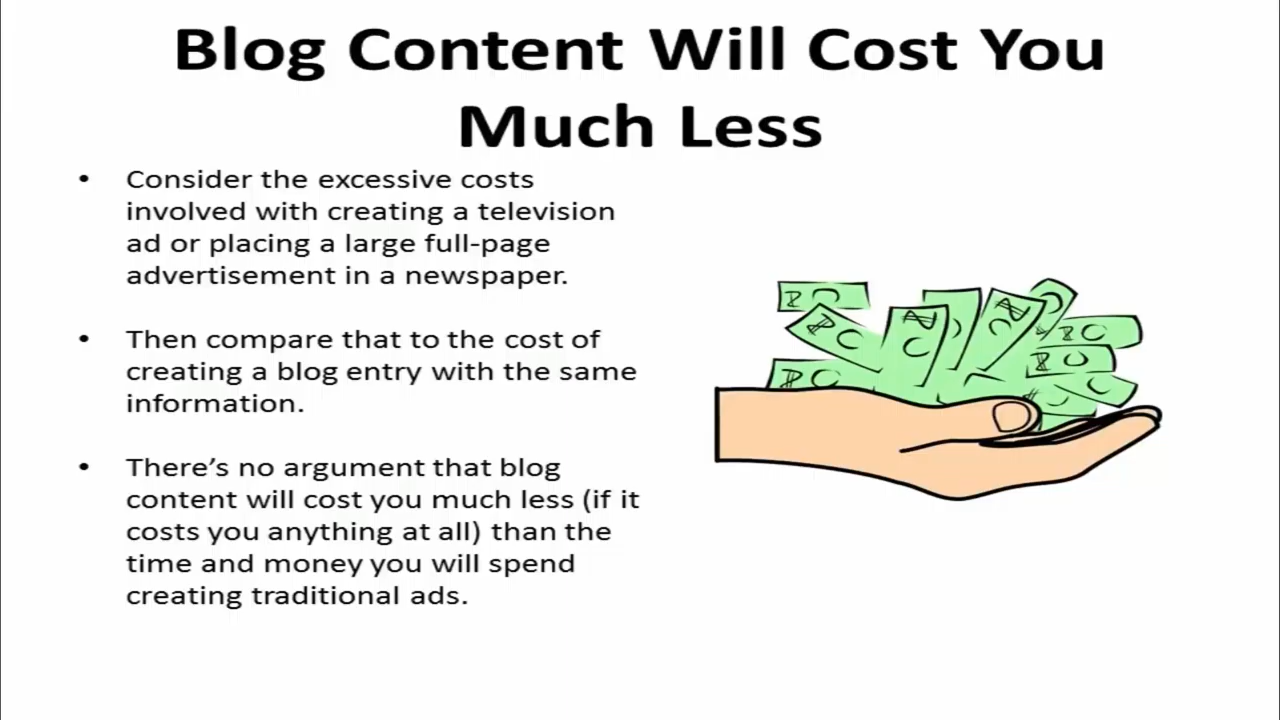 Blog Content Will Cost You
Much Less
• Consider the excessive costs
involved with creating a television
ad or placing a large full-page
advertisement in a newspaper.
• Then compare that to the cost of
creating a blog entry with the same
information.
• There’s no argument that blog
content will cost you much less (if it
costs you anything at all) than the
time and money you will spend
creating traditional ads.